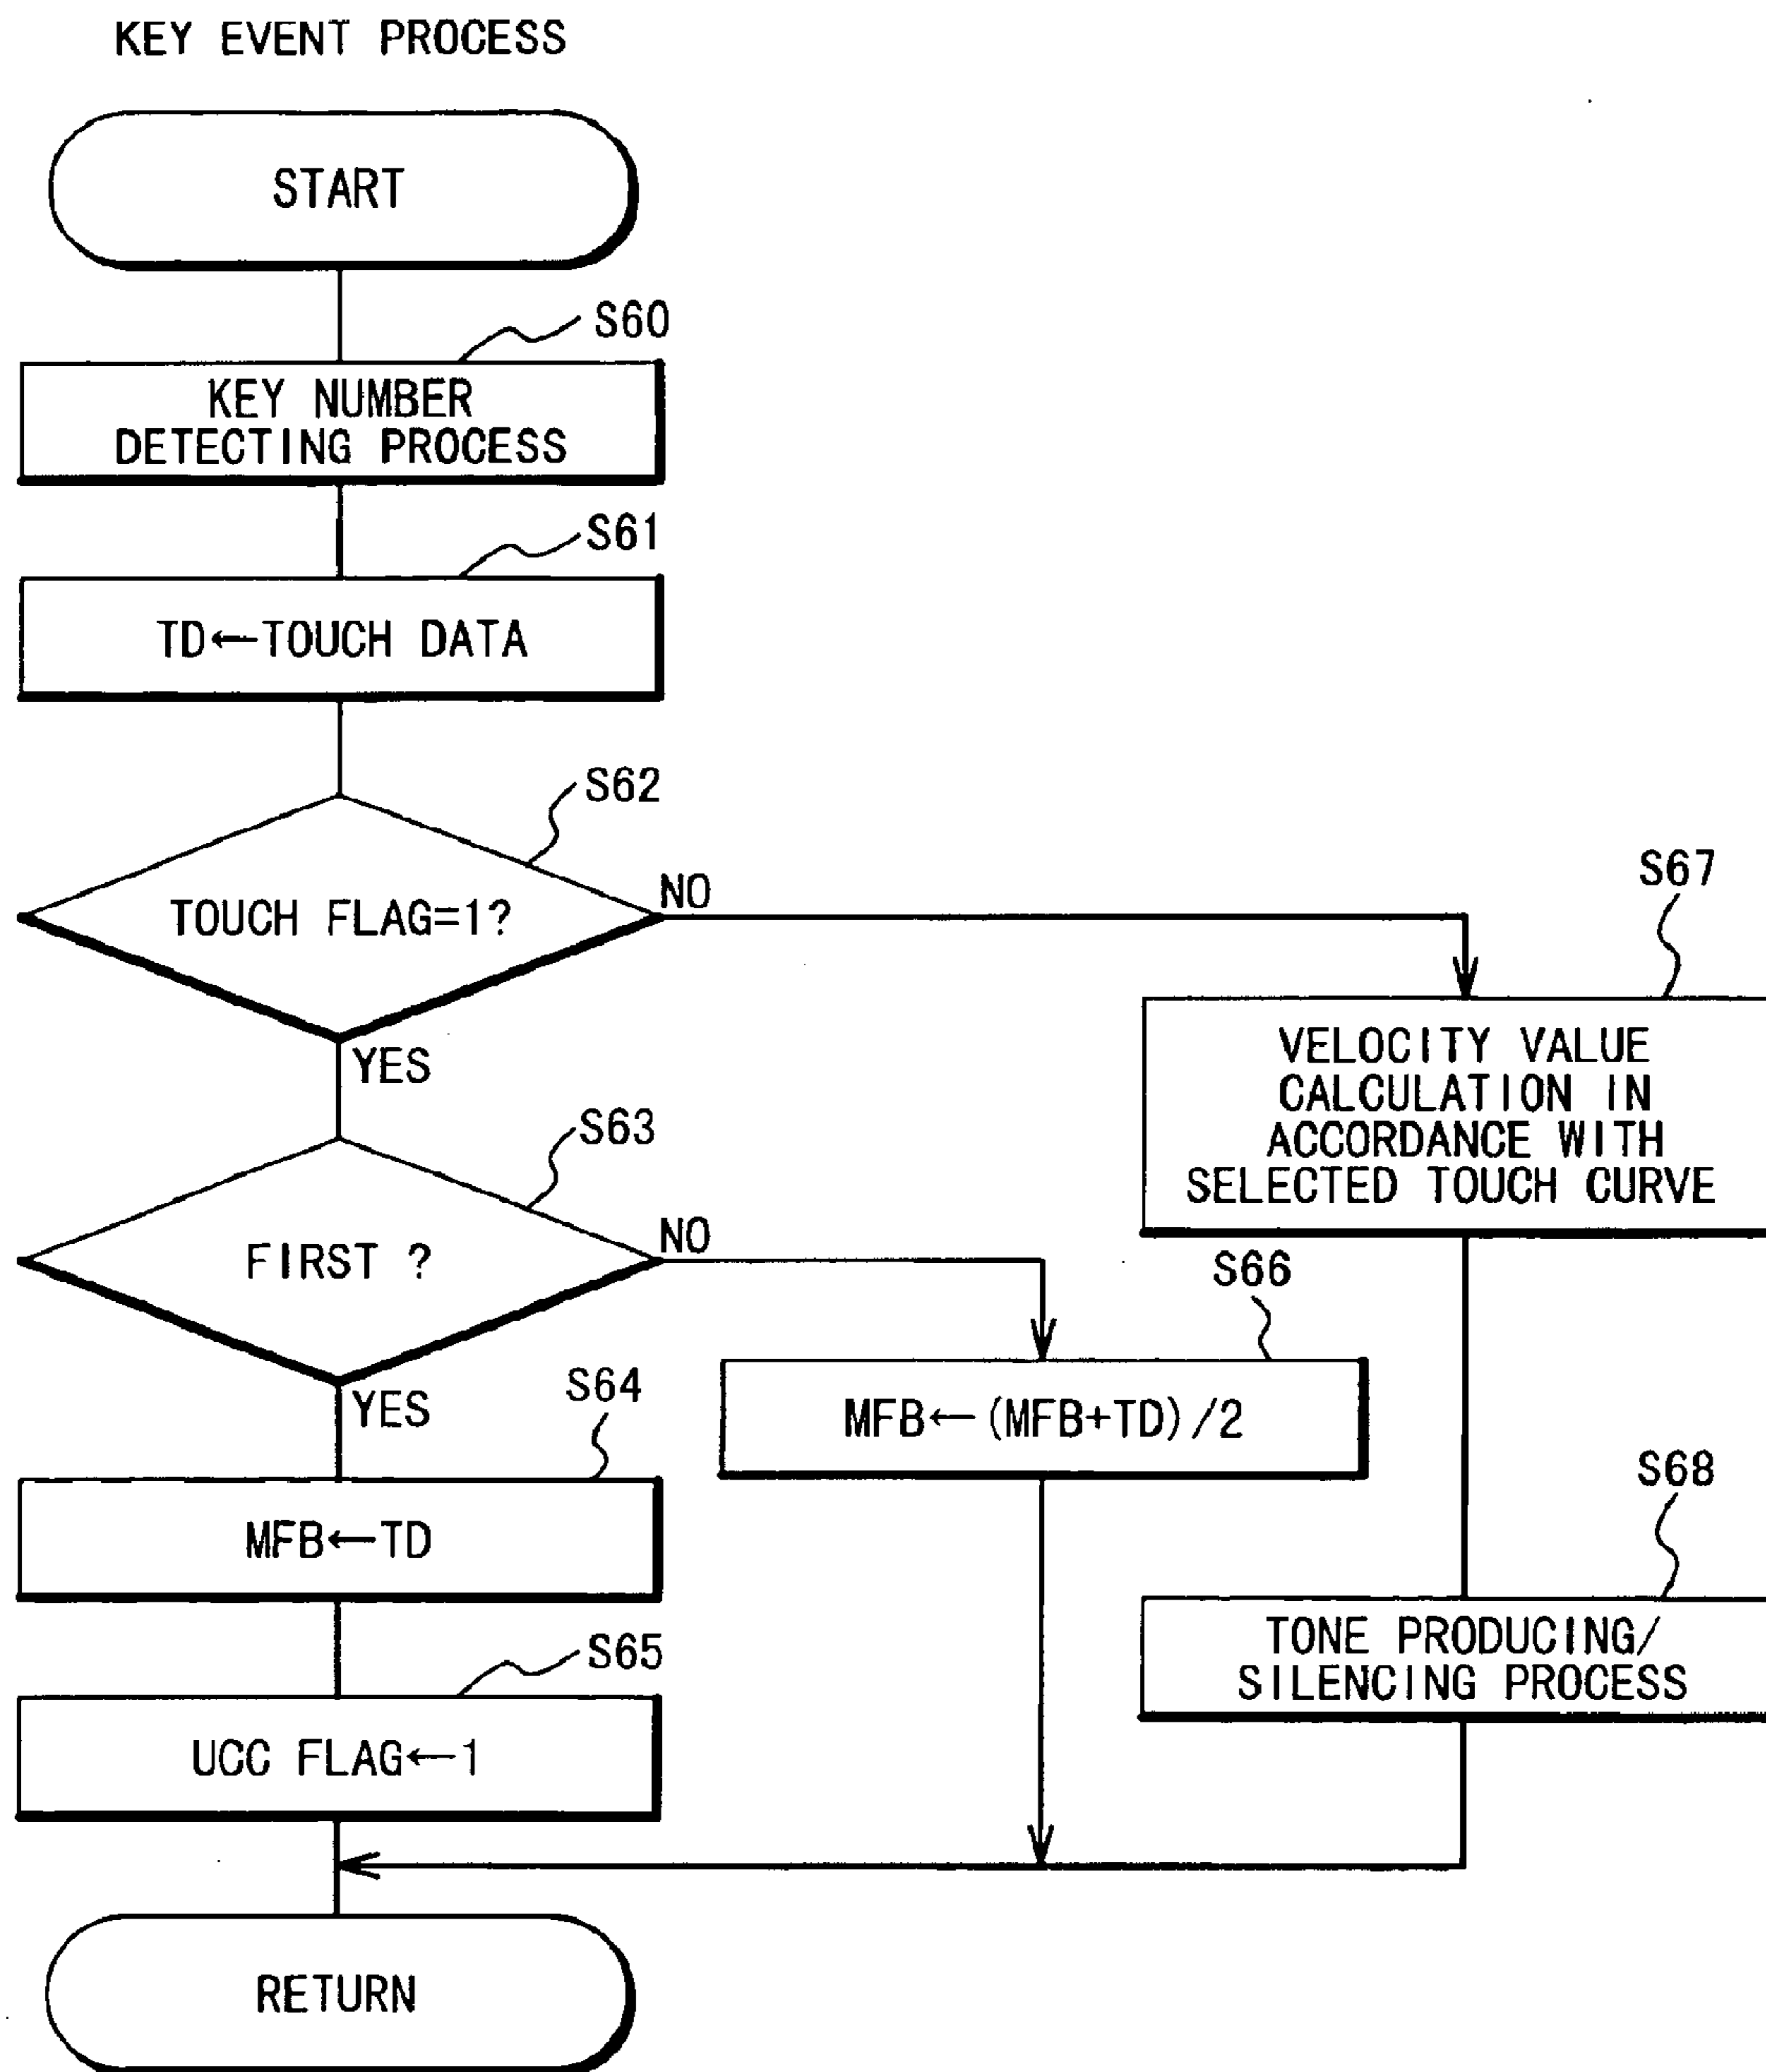 KEY EVENT PROCESS
START
S60
KEY NUMBER
DETECTING PROCESS
S61
TD←TOUCH DATA
S62
TOUCH FLAG=1?
NO
YES
S67
VELOCITY VALUE
CALCULATION IN
ACCORDANCE WITH
SELECTED TOUCH CURVE
S63
FIRST ?
NO
YES
S66
MFB←(MFB+TD)/2
S64
MFB←TD
S68
TONE PRODUCING/
SILENCING PROCESS
S65
UCC FLAG←1
RETURN